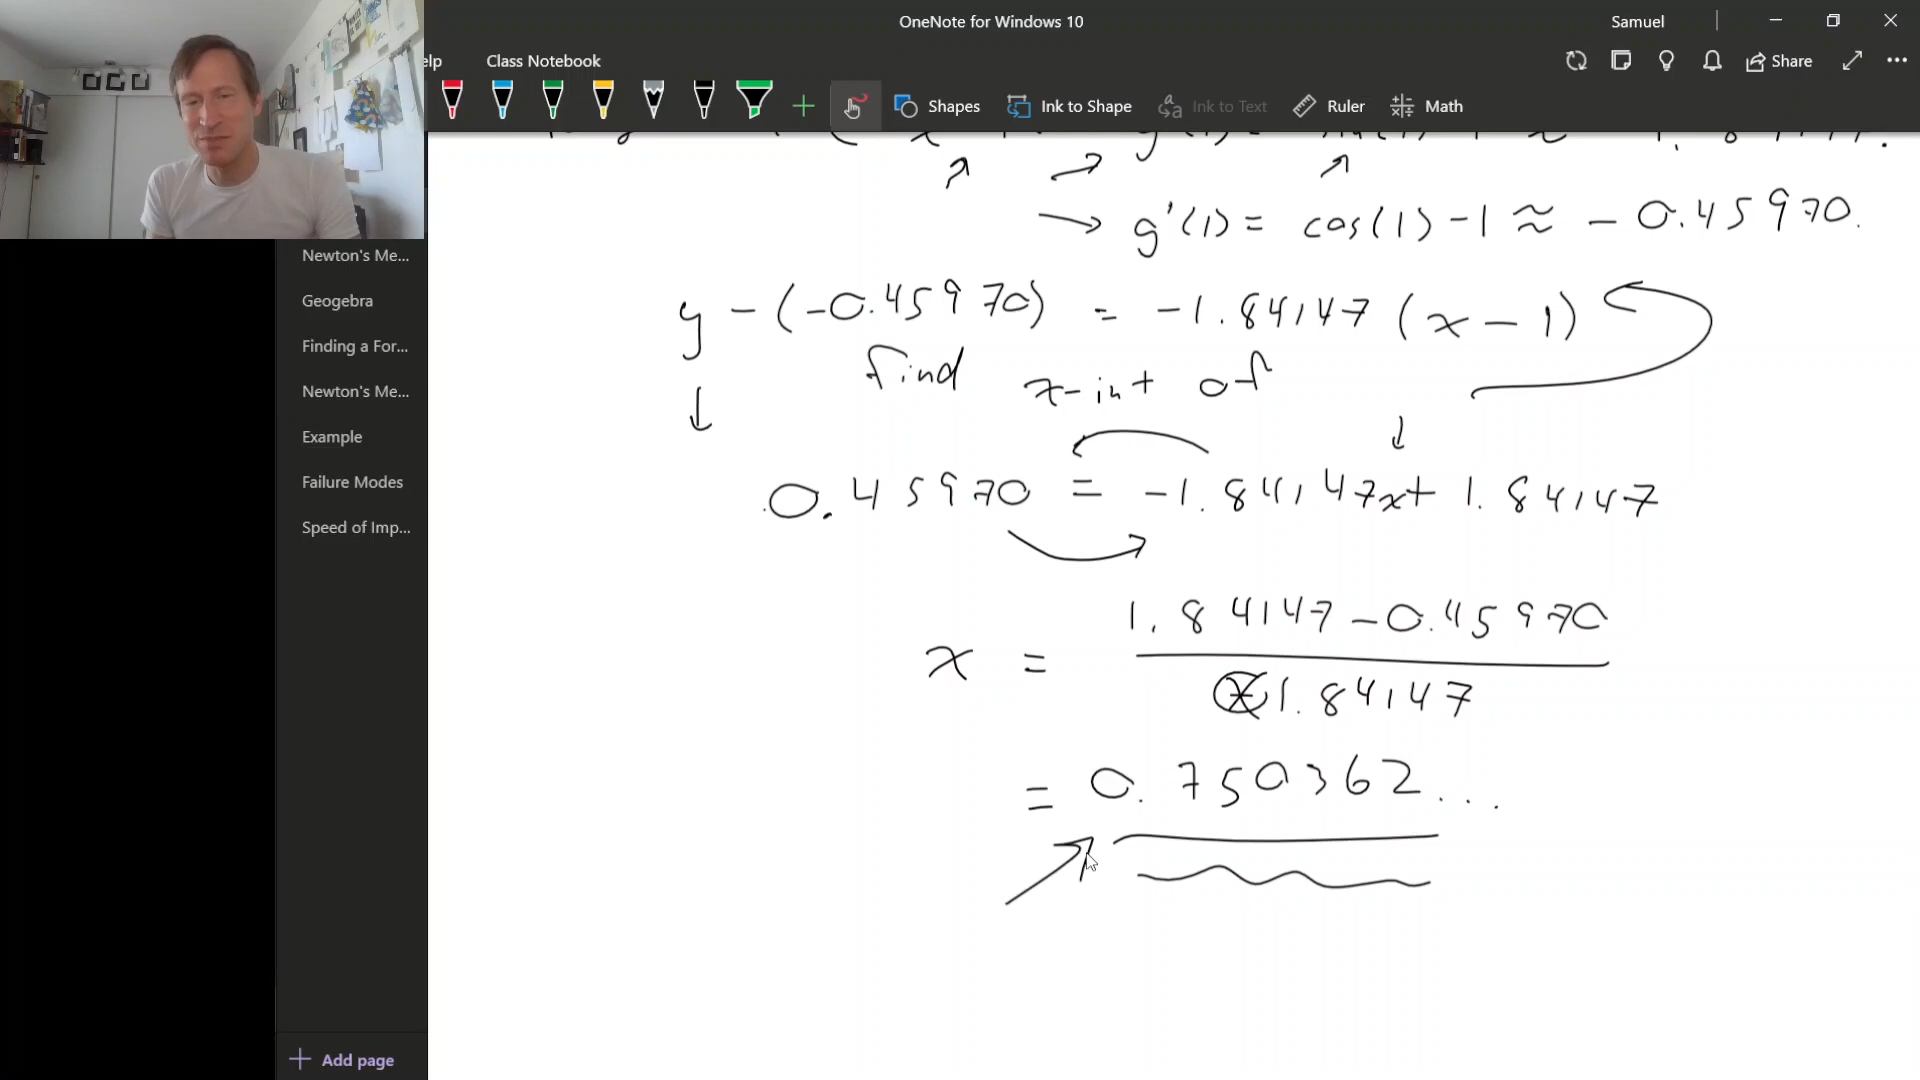 OneNote for Windows 10
Samuel
elp Class Notebook
Share
Shapes Ink to Shape Ink to Text Ruler Math
g'(1) = cos(1) - 1 ≈ - 0.45970.
y - (-0.45970) = -1.84147 (x - 1)
find x-int of
0.45970 = -1.84147x + 1.84147
1.84147 - 0.45970
x =
1.84147
= 0.750362...
Newton's Me...
Geogebra
Finding a For...
Newton's Me...
Example
Failure Modes
Speed of Imp...
Add page